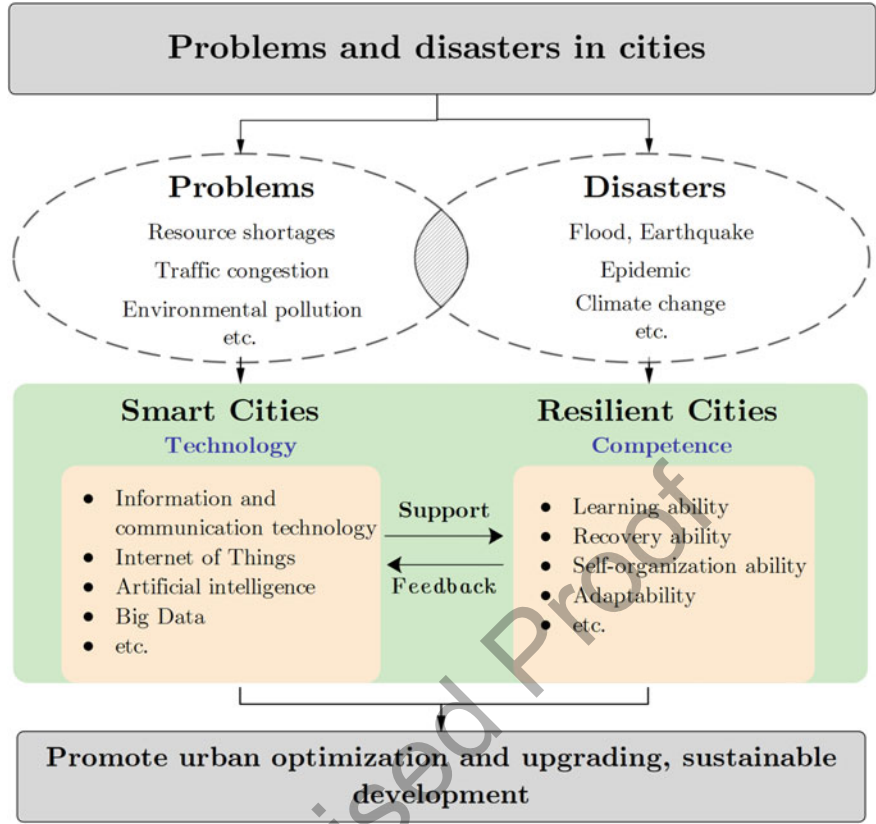 Problems and disasters in cities
Problems
Resource shortages
Traffic congestion
Environmental pollution
etc.
Disasters
Flood, Earthquake
Epidemic
Climate change
etc.
Smart Cities
Technology
● Information and
communication technology
● Internet of Things
● Artificial intelligence
● Big Data
● etc.
Support
Feedback
Resilient Cities
Competence
● Learning ability
● Recovery ability
● Self-organization ability
● Adaptability
● etc.
Promote urban optimization and upgrading, sustainable
development
ised Proof